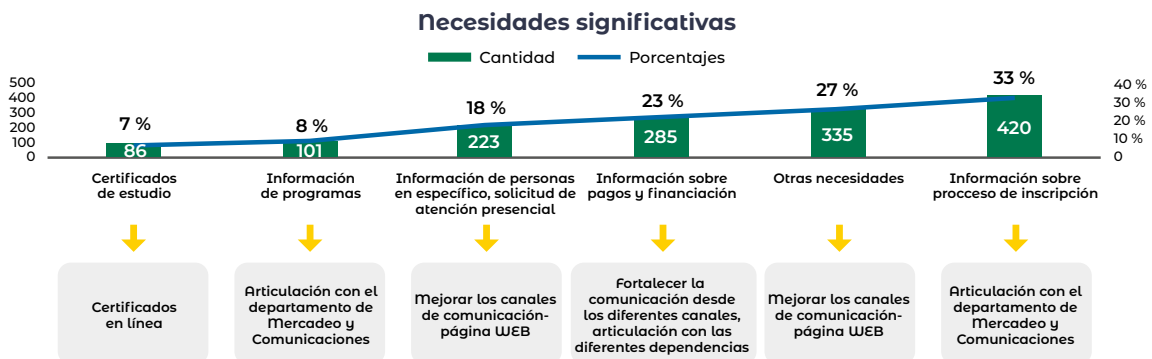 Necesidades significativas
Cantidad
Porcentajes
500
400
300
200
100
0
40 %
30 %
20 %
10 %
0
7 %
8 %
18 %
23 %
27 %
33 %
86
101
223
285
335
420
Certificados
de estudio
Información
de programas
Información de personas
en específico, solicitud de
atención presencial
Información sobre
pagos y financiación
Otras necesidades
Información sobre
procceso de inscripción
Certificados
en línea
Articulación con el
departamento de
Mercadeo y
Comunicaciones
Mejorar los canales
de comunicación-
página WEB
Fortalecer la
comunicación desde
los diferentes canales,
articulación con las
diferentes dependencias
Mejorar los canales
de comunicación-
página WEB
Articulación con el
departamento de
Mercadeo y
Comunicaciones